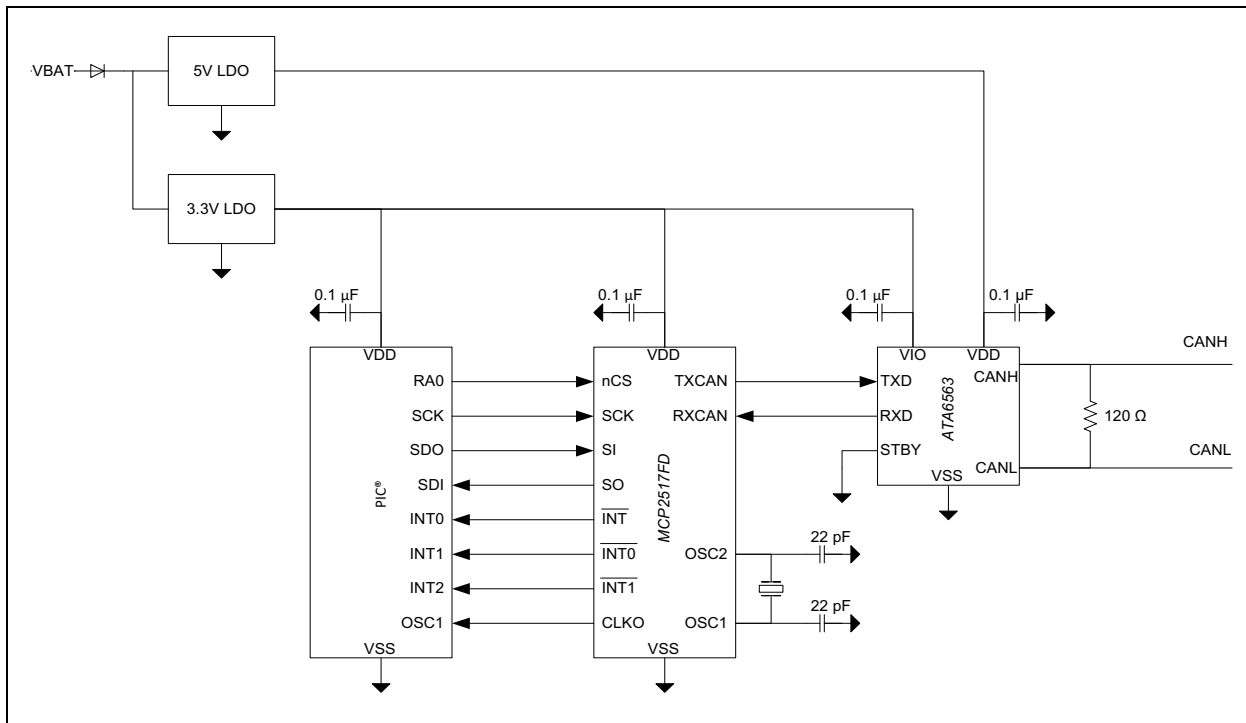 VBAT
5V LDO
3.3V LDO
0.1 µF
0.1 µF
0.1 µF
0.1 µF
VDD
RA0
SCK
SDO
SDI
INT0
INT1
INT2
OSC1
VSS
PIC®
VDD
nCS
SCK
SI
SO
INT
INT0
INT1
CLKO
VSS
MCP2517FD
TXCAN
RXCAN
OSC2
OSC1
22 pF
22 pF
VIO
VDD
TXD
RXD
STBY
VSS
ATA6563
CANH
CANL
CANH
120 Ω
CANL